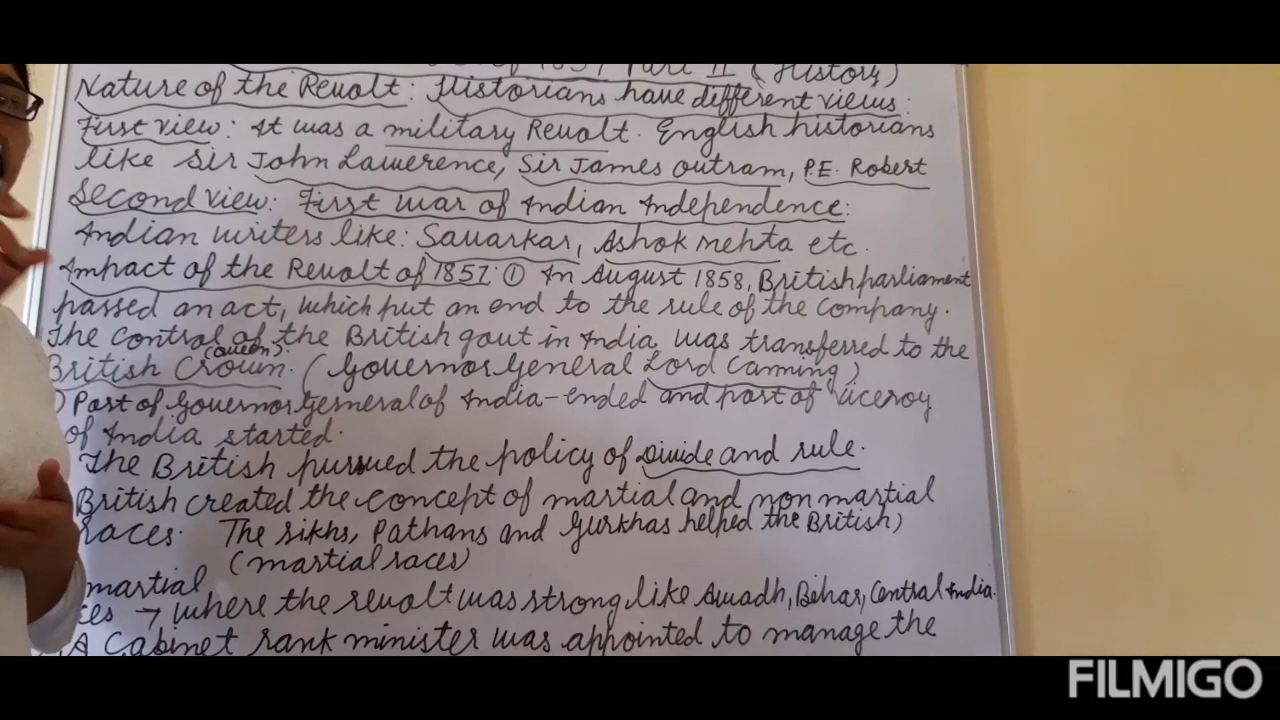 of 1857 Part II (History)
Nature of the Revolt: Historians have different views:
First view: It was a military Revolt. English historians
like Sir John Lawerence, Sir James outram, P.E. Robert
Second view: First war of Indian Independence:
Indian writers like: Savarkar, Ashok mehta etc.
Impact of the Revolt of 1857: ① In August 1858, British parliament
passed an act, which put an end to the rule of the company.
The control of the British govt in India was transferred to the
(Queen)
British Crown. (Governor General Lord Canning)
) Post of Governor General of India-ended and post of Viceroy
of India started.
The British pursued the policy of Divide and rule.
British created the concept of martial and non martial
races. The Sikhs, Pathans and Gurkhas helped the British)
(martial races)
martial
ces → where the revolt was strong like Awadh, Bihar, Central India.
A Cabinet rank minister was appointed to manage the
FILMIGO